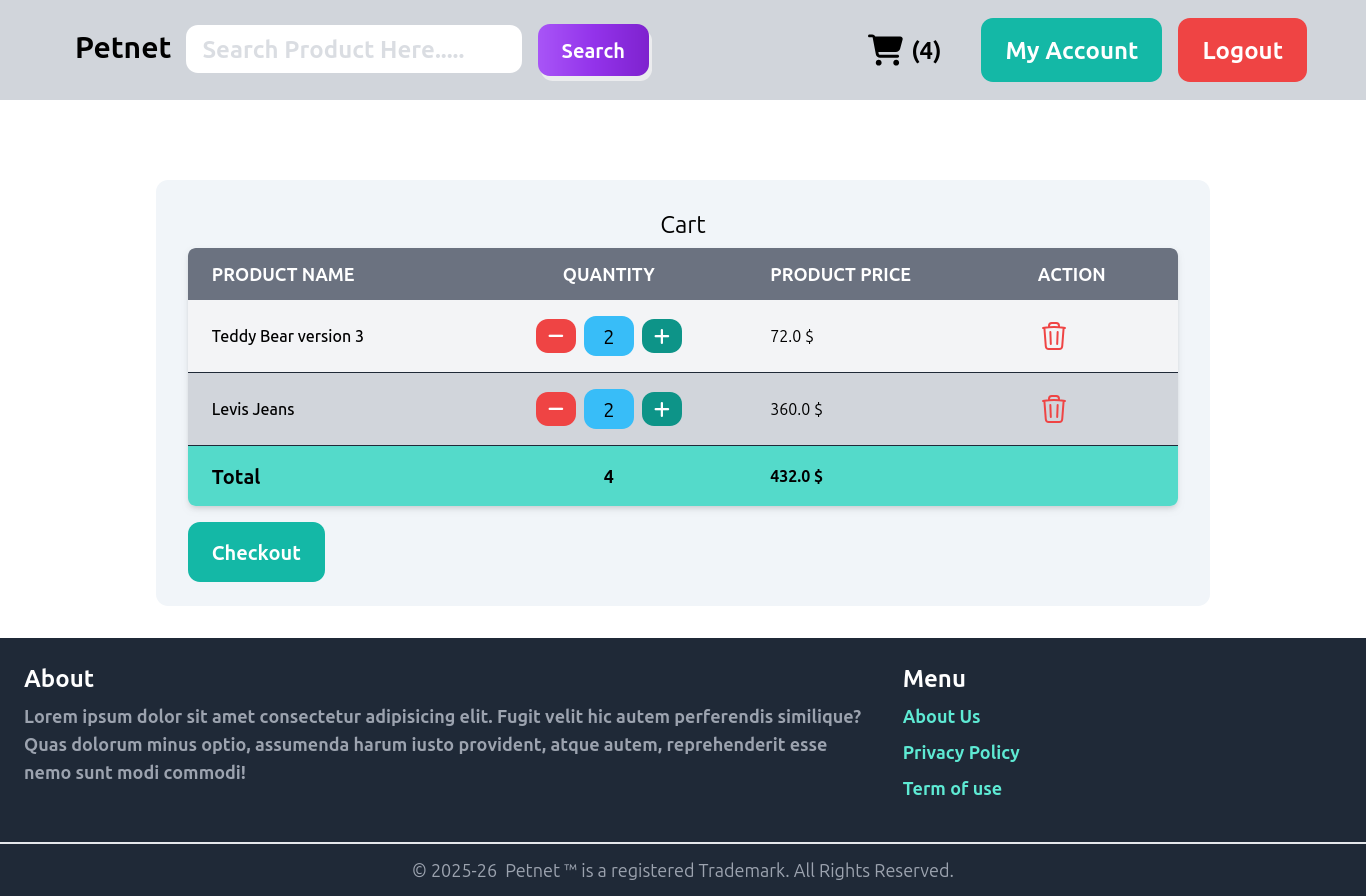 Petnet
Search Product Here.....
Search
(4)
My Account
Logout
Cart
PRODUCT NAME QUANTITY PRODUCT PRICE ACTION
Teddy Bear version 3 2 72.0 $
Levis Jeans 2 360.0 $
Total 4 432.0 $
Checkout
About
Lorem ipsum dolor sit amet consectetur adipisicing elit. Fugit velit hic autem perferendis similique?
Quas dolorum minus optio, assumenda harum iusto provident, atque autem, reprehenderit esse
nemo sunt modi commodi!
Menu
About Us
Privacy Policy
Term of use
© 2025-26 Petnet ™ is a registered Trademark. All Rights Reserved.